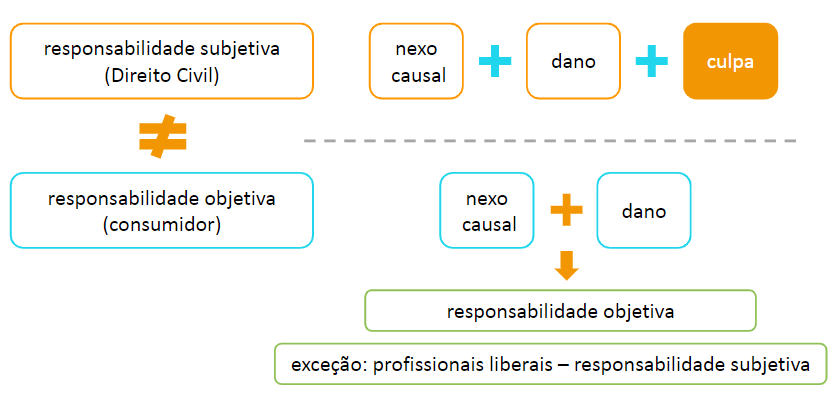 responsabilidade subjetiva
(Direito Civil)
nexo
causal
dano
culpa
responsabilidade objetiva
(consumidor)
nexo
causal
dano
responsabilidade objetiva
exceção: profissionais liberais – responsabilidade subjetiva